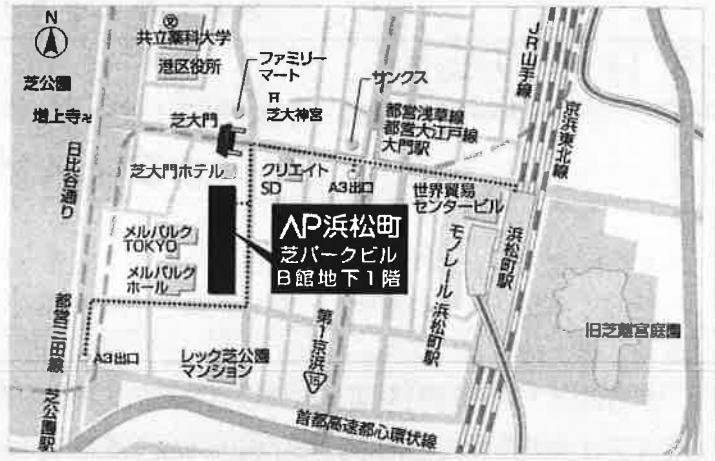 N
共立薬科大学
港区役所
芝公園
増上寺卍
芝大門
ファミリー
マート
芝大神宮
サンクス
都営浅草線
都営大江戸線
大門駅
JR山手線
京浜東北線
日比谷通り
芝大門ホテル
クリエイト
SD
A3出口
世界貿易
センタービル
AP浜松町
芝パークビル
B館地下1階
メルパルク
TOKYO
メルパルク
ホール
モノレール浜松町駅
浜松町駅
旧芝離宮庭園
都営三田線
芝公園駅
A3出口
レック芝公園
マンション
第1京浜
15
首都高速都心環状線